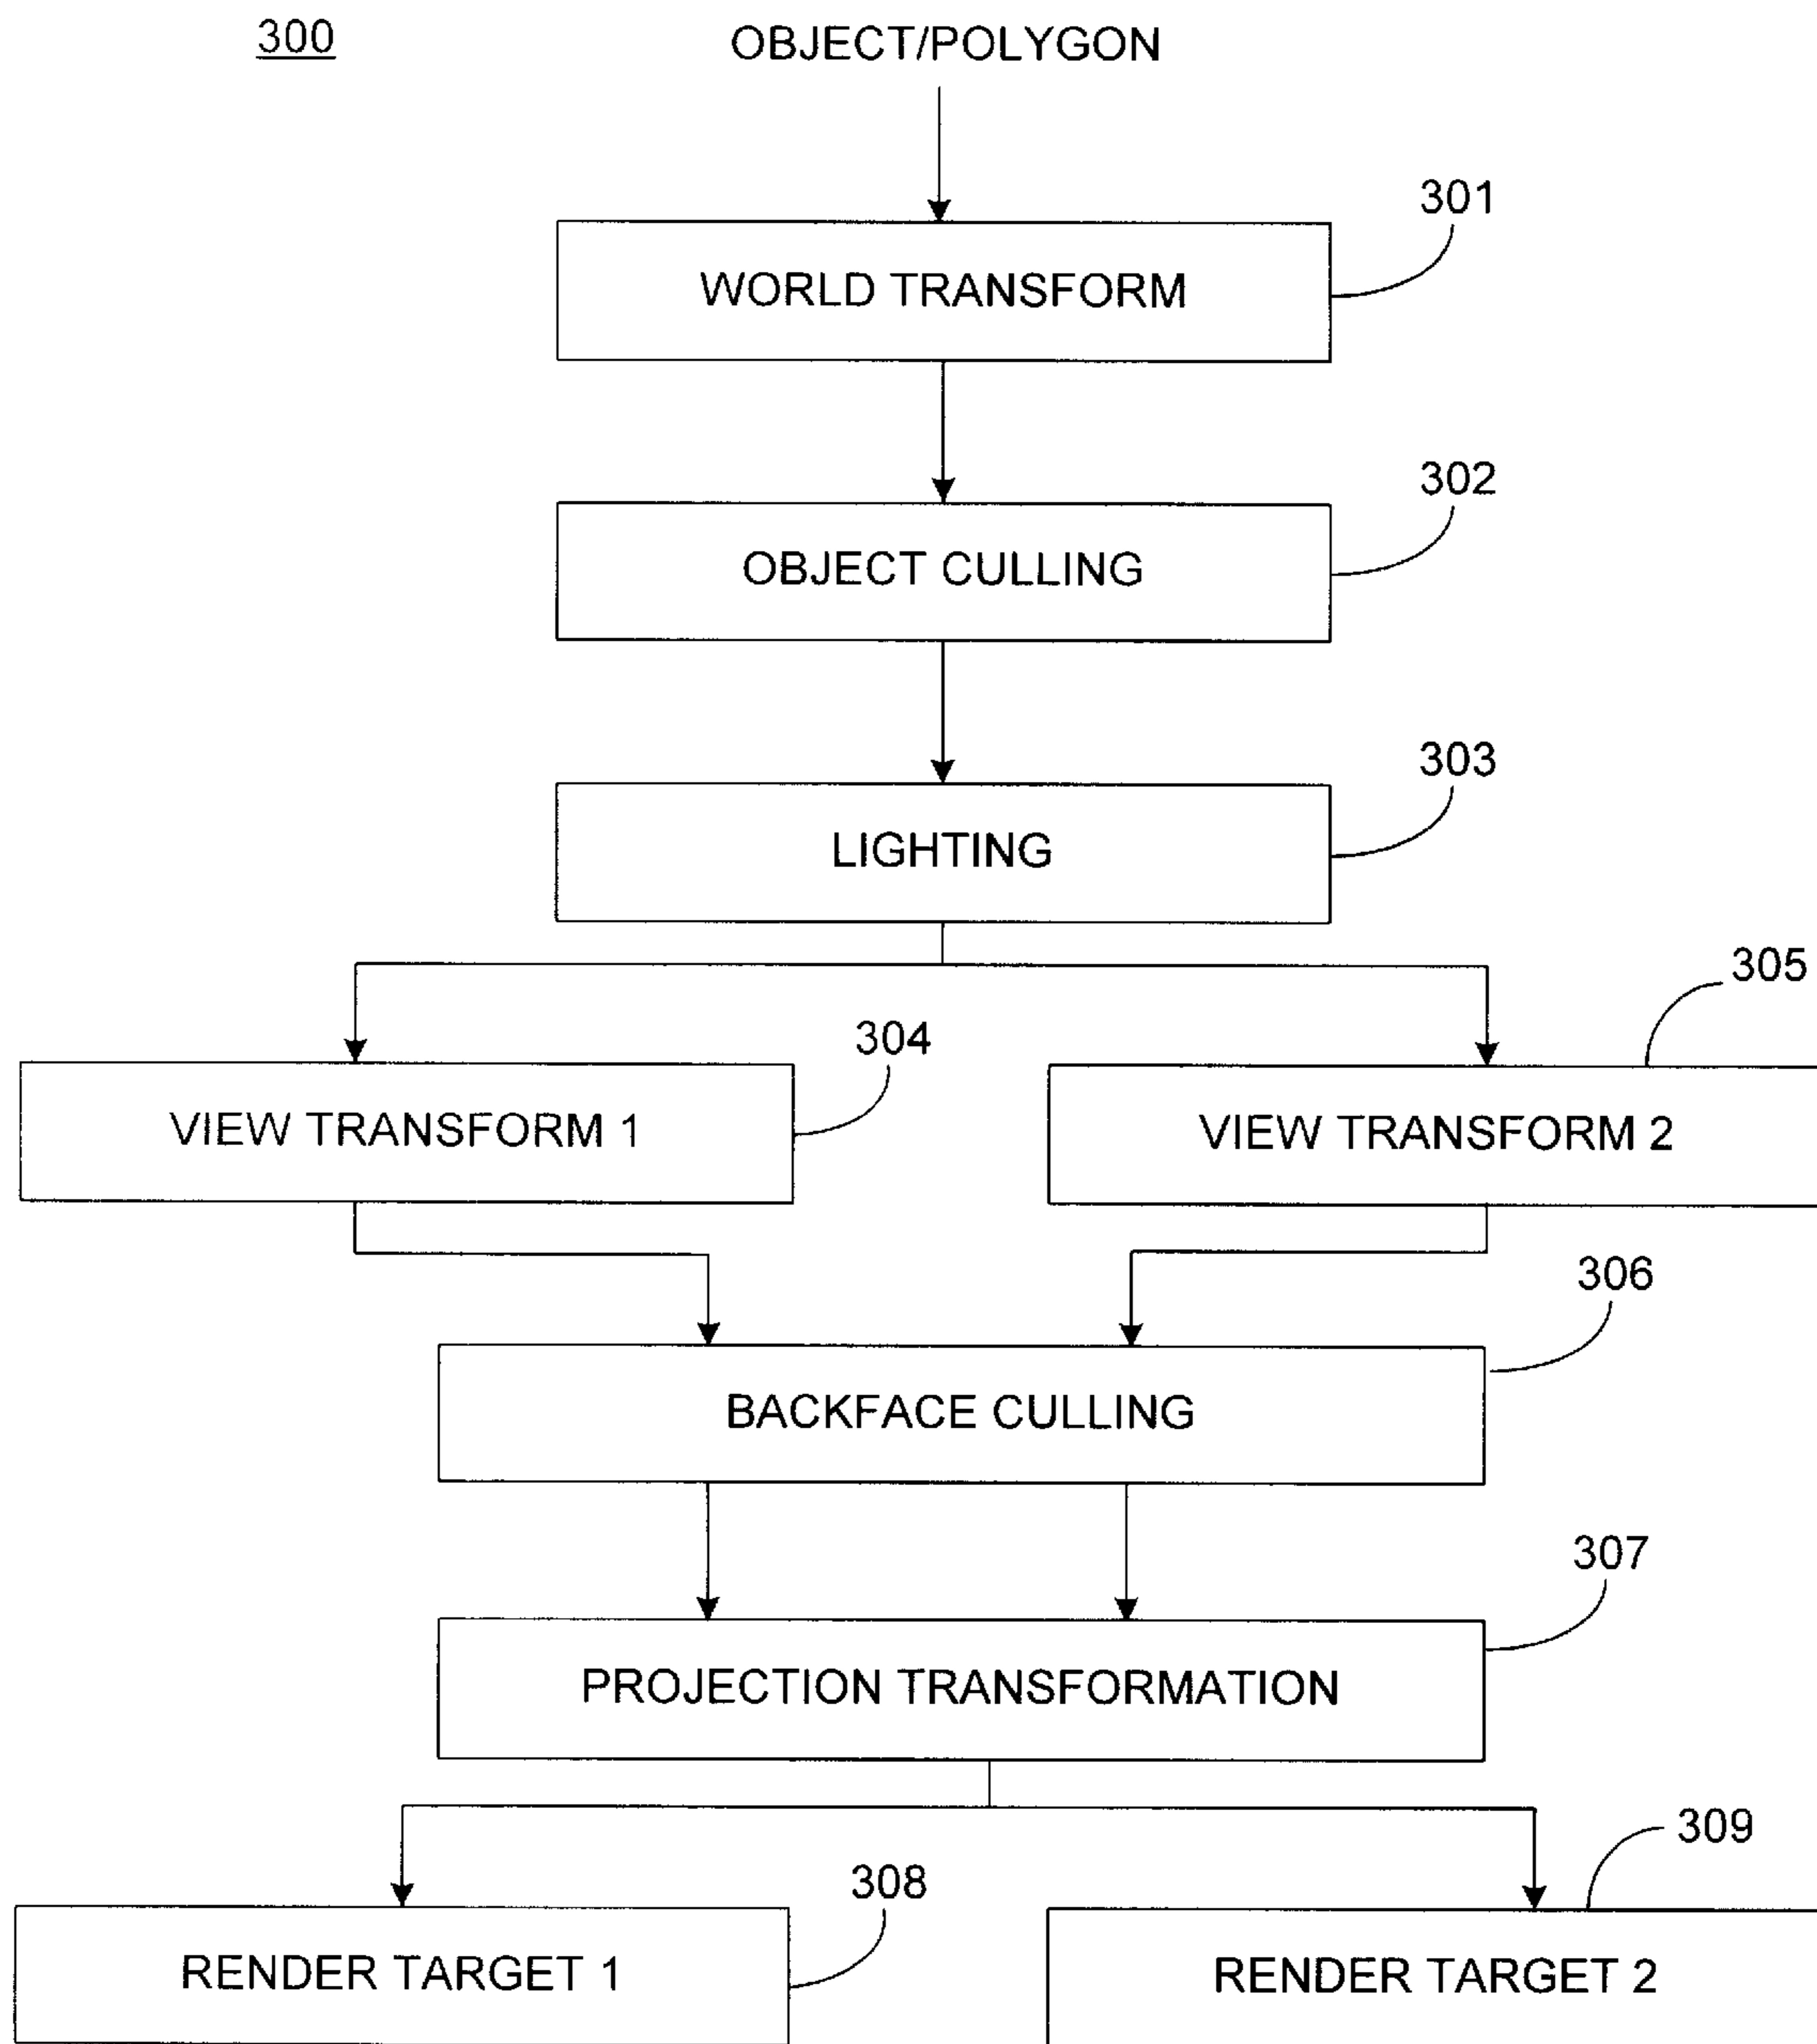 300
OBJECT/POLYGON
301
WORLD TRANSFORM
302
OBJECT CULLING
303
LIGHTING
305
304
VIEW TRANSFORM 1
VIEW TRANSFORM 2
306
BACKFACE CULLING
307
PROJECTION TRANSFORMATION
309
308
RENDER TARGET 1
RENDER TARGET 2